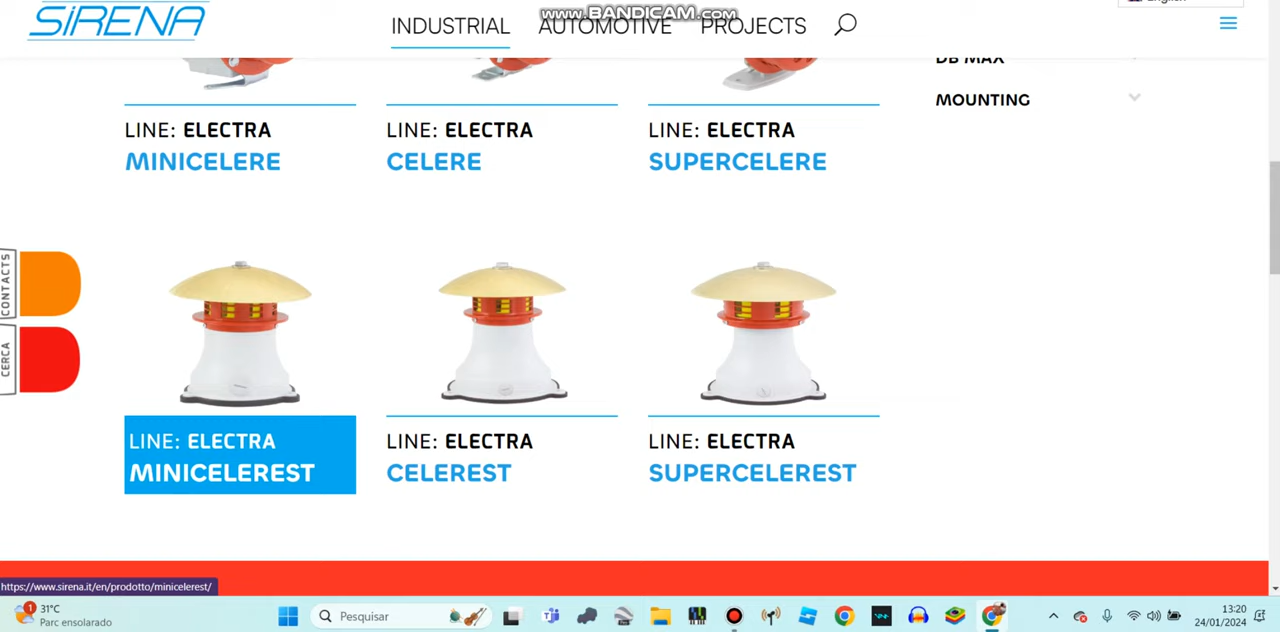 SiRENA
INDUSTRIAL
AUTOMOTIVE
PROJECTS
www.BANDICAM.com
English
DB MAX
MOUNTING
LINE: ELECTRA
MINICELERE
LINE: ELECTRA
CELERE
LINE: ELECTRA
SUPERCELERE
CONTACTS
CERCA
LINE: ELECTRA
MINICELEREST
LINE: ELECTRA
CELEREST
LINE: ELECTRA
SUPERCELEREST
https://www.sirena.it/en/prodotto/minicelerest/
1
31°C
Parc ensolarado
Pesquisar
13:20
24/01/2024